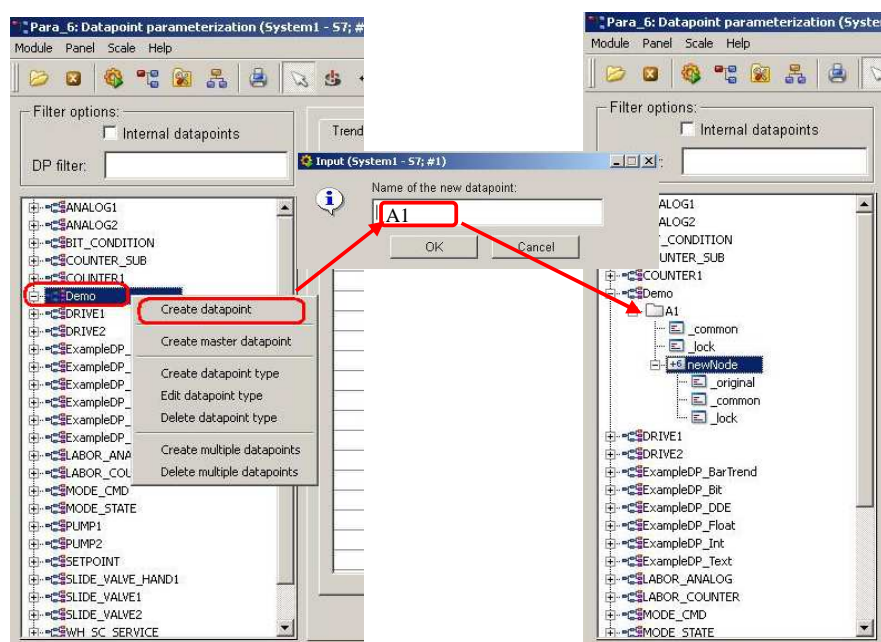 Para_6: Datapoint parameterization (System1 - S7; #
Module Panel Scale Help
Filter options:
Internal datapoints
DP filter:
Trend
ANALOG1
ANALOG2
BIT_CONDITION
COUNTER_SUB
COUNTER1
Demo
DRIVE1
DRIVE2
ExampleDP_
ExampleDP_
ExampleDP_
ExampleDP_
ExampleDP_
LABOR_ANA
LABOR_COU
MODE_CMD
MODE_STATE
PUMP1
PUMP2
SETPOINT
SLIDE_VALVE_HAND1
SLIDE_VALVE1
SLIDE_VALVE2
WH_SC_SERVICE
Create datapoint
Create master datapoint
Create datapoint type
Edit datapoint type
Delete datapoint type
Create multiple datapoints
Delete multiple datapoints
Input (System1 - S7; #1)
Name of the new datapoint:
A1
OK Cancel
Para_6: Datapoint parameterization (Syste
Module Panel Scale Help
Filter options:
Internal datapoints
:
ALOG1
ALOG2
_CONDITION
UNTER_SUB
COUNTER1
Demo
A1
_common
_lock
newNode
_original
_common
_lock
DRIVE1
DRIVE2
ExampleDP_BarTrend
ExampleDP_Bit
ExampleDP_DDE
ExampleDP_Float
ExampleDP_Int
ExampleDP_Text
LABOR_ANALOG
LABOR_COUNTER
MODE_CMD
MODE_STATE